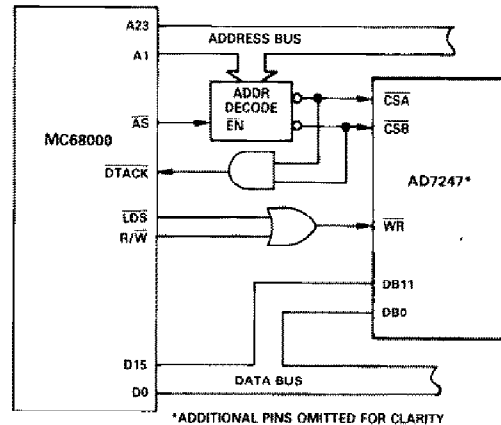 A23
ADDRESS BUS
A1
ADDR
DECODE
EN
AS
CSA
CSB
MC68000
DTACK
AD7247*
LDS
R/W
WR
DB11
DB0
D15
DATA BUS
D0
*ADDITIONAL PINS OMITTED FOR CLARITY